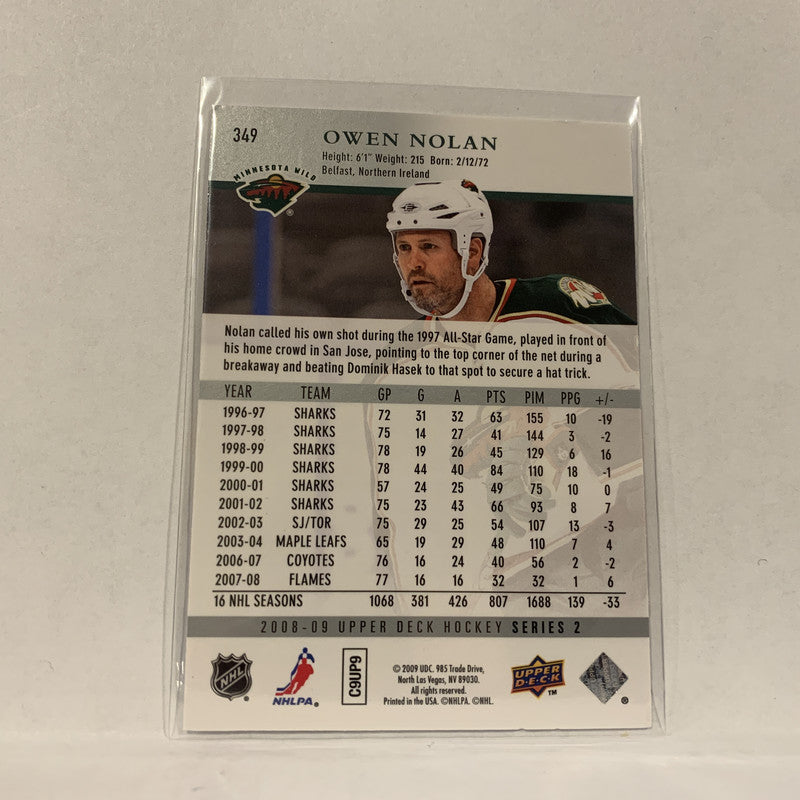 349
OWEN NOLAN
Height: 6'1" Weight: 215 Born: 2/12/72
Belfast, Northern Ireland
MINNESOTA WILD
Nolan called his own shot during the 1997 All-Star Game, played in front of
his home crowd in San Jose, pointing to the top corner of the net during a
breakaway and beating Dominik Hasek to that spot to secure a hat trick.
YEAR TEAM GP G A PTS PIM PPG +/-
1996-97 SHARKS 72 31 32 63 155 10 -19
1997-98 SHARKS 75 14 27 41 144 3 -2
1998-99 SHARKS 78 19 26 45 129 6 16
1999-00 SHARKS 78 44 40 84 110 18 -1
2000-01 SHARKS 57 24 25 49 75 10 0
2001-02 SHARKS 75 23 43 66 93 8 7
2002-03 SJ/TOR 75 29 25 54 107 13 -3
2003-04 MAPLE LEAFS 65 19 29 48 110 7 4
2006-07 COYOTES 76 16 24 40 56 2 -2
2007-08 FLAMES 77 16 16 32 32 1 6
16 NHL SEASONS 1068 381 426 807 1688 139 -33
2008-09 UPPER DECK HOCKEY SERIES 2
NHL
NHLPA
C9UP9
© 2009 UDC. 985 Trade Drive,
North Las Vegas, NV 89030.
All rights reserved.
Printed in the USA. ©NHLPA. ©NHL.
UPPER
DECK
TM